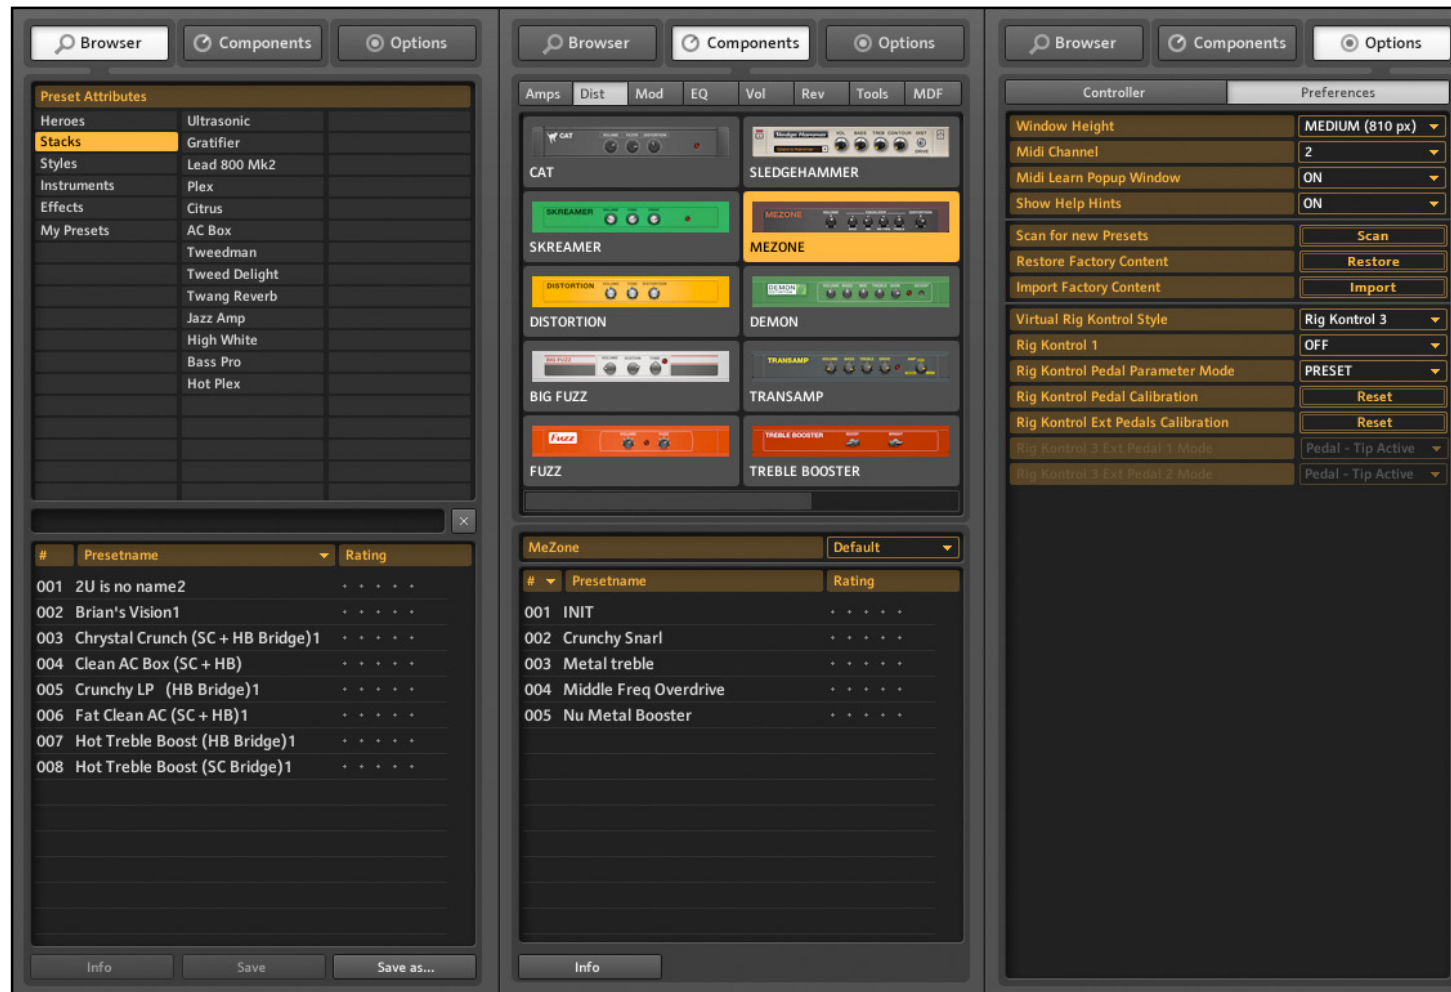 Browser Components Options
Preset Attributes
Heroes Ultrasonic
Stacks Gratifier
Styles Lead 800 Mk2
Instruments Plex
Effects Citrus
My Presets AC Box
Tweedman
Tweed Delight
Twang Reverb
Jazz Amp
High White
Bass Pro
Hot Plex
# Presetname Rating
001 2U is no name2
002 Brian's Vision1
003 Chrystal Crunch (SC + HB Bridge)1
004 Clean AC Box (SC + HB)
005 Crunchy LP (HB Bridge)1
006 Fat Clean AC (SC + HB)1
007 Hot Treble Boost (HB Bridge)1
008 Hot Treble Boost (SC Bridge)1
Info Save Save as...
Browser Components Options
Amps Dist Mod EQ Vol Rev Tools MDF
CAT
CAT SLEDGEHAMMER
SKREAMER MEZONE
SKREAMER MEZONE
DISTORTION DEMON
DISTORTION DEMON
BIG FUZZ TRANSAMP
BIG FUZZ TRANSAMP
Fuzz TREBLE BOOSTER
FUZZ TREBLE BOOSTER
MeZone Default
# Presetname Rating
001 INIT
002 Crunchy Snarl
003 Metal treble
004 Middle Freq Overdrive
005 Nu Metal Booster
Info
Browser Components Options
Controller Preferences
Window Height MEDIUM (810 px)
Midi Channel 2
Midi Learn Popup Window ON
Show Help Hints ON
Scan for new Presets Scan
Restore Factory Content Restore
Import Factory Content Import
Virtual Rig Kontrol Style Rig Kontrol 3
Rig Kontrol 1 OFF
Rig Kontrol Pedal Parameter Mode PRESET
Rig Kontrol Pedal Calibration Reset
Rig Kontrol Ext Pedals Calibration Reset
Rig Kontrol 3 Ext Pedal 1 Mode Pedal - Tip Active
Rig Kontrol 3 Ext Pedal 2 Mode Pedal - Tip Active